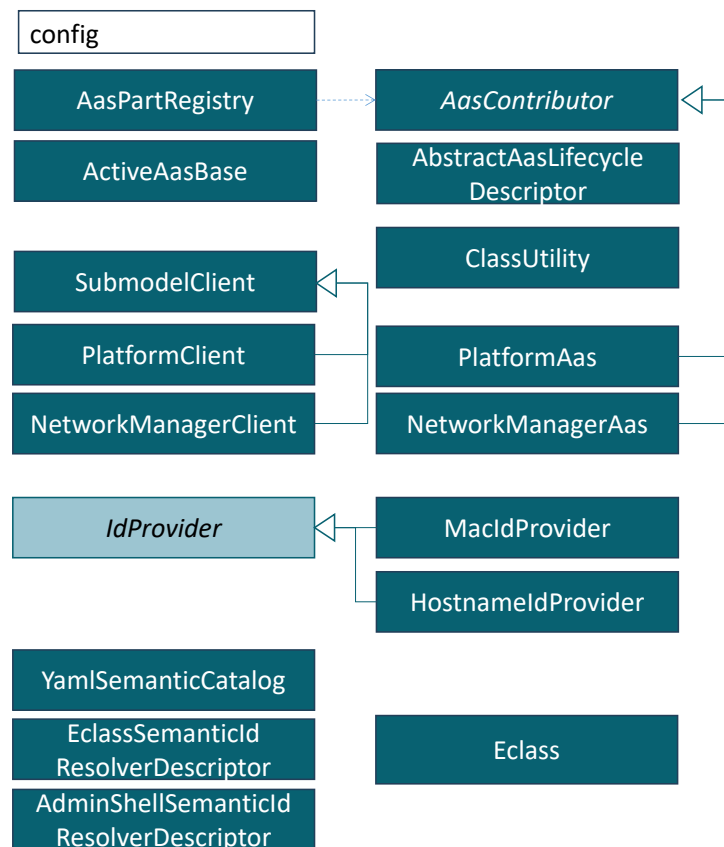 config
AasPartRegistry
AasContributor
ActiveAasBase
AbstractAasLifecycle
Descriptor
SubmodelClient
ClassUtility
PlatformClient
PlatformAas
NetworkManagerClient
NetworkManagerAas
IdProvider
MacIdProvider
HostnameIdProvider
YamlSemanticCatalog
EclassSemanticId
ResolverDescriptor
Eclass
AdminShellSemanticId
ResolverDescriptor